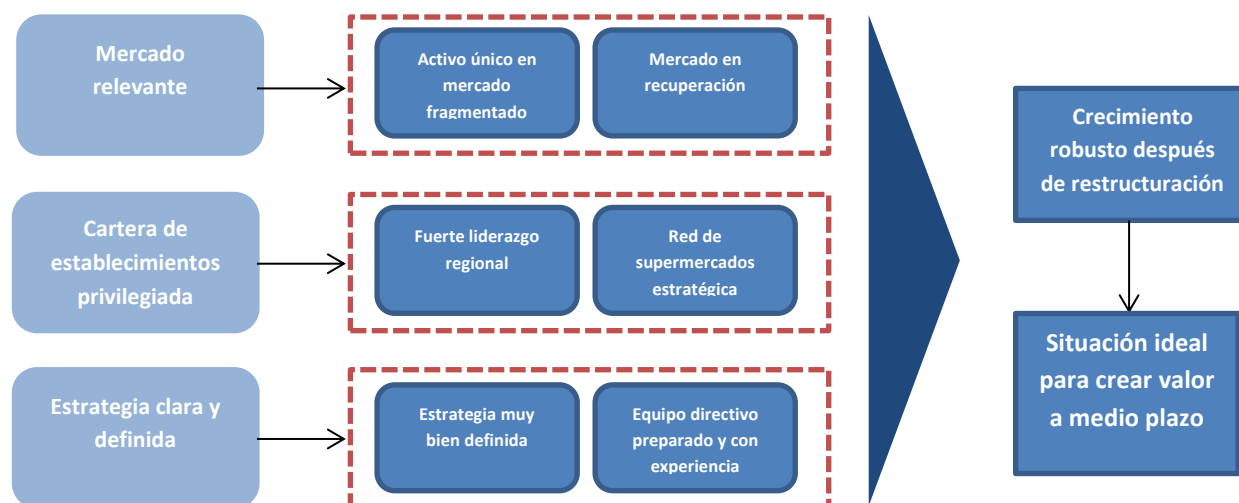 Mercado
relevante
Activo único en
mercado
fragmentado
Mercado en
recuperación
Cartera de
establecimientos
privilegiada
Fuerte liderazgo
regional
Red de
supermercados
estratégica
Estrategia clara y
definida
Estrategia muy
bien definida
Equipo directivo
preparado y con
experiencia
Crecimiento
robusto después
de restructuración
Situación ideal
para crear valor
a medio plazo